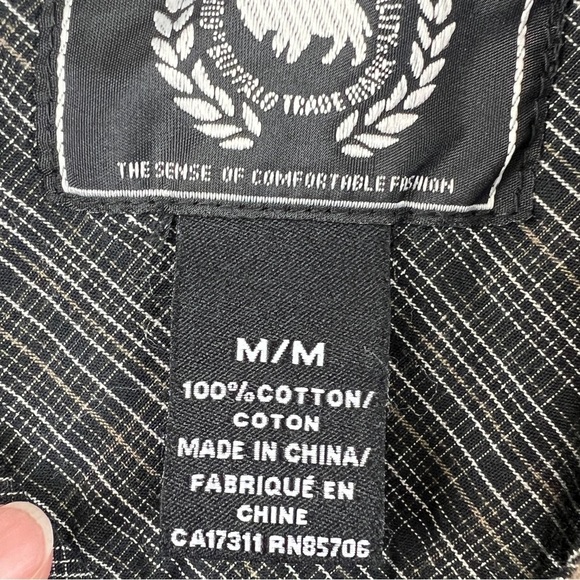 BUFFALO TRADE MARK
THE SENSE OF COMFORTABLE FASHION
M/M
100%COTTON/
COTON
MADE IN CHINA/
FABRIQUÉ EN
CHINE
CA17311 RN85706